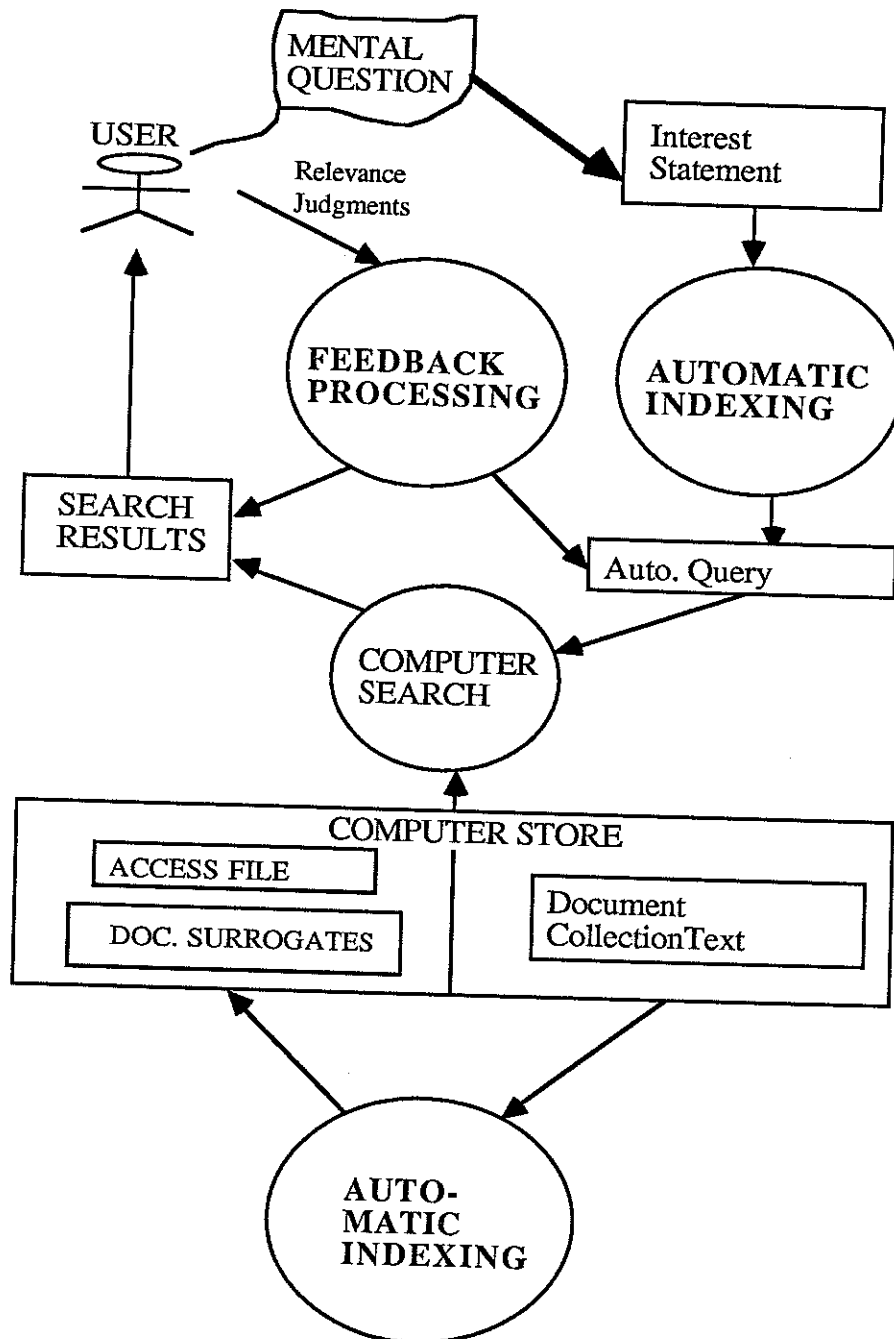 MENTAL
QUESTION
USER
Interest
Statement
Relevance
Judgments
FEEDBACK
PROCESSING
AUTOMATIC
INDEXING
SEARCH
RESULTS
Auto. Query
COMPUTER
SEARCH
COMPUTER STORE
ACCESS FILE
DOC. SURROGATES
Document
CollectionText
AUTO-
MATIC
INDEXING